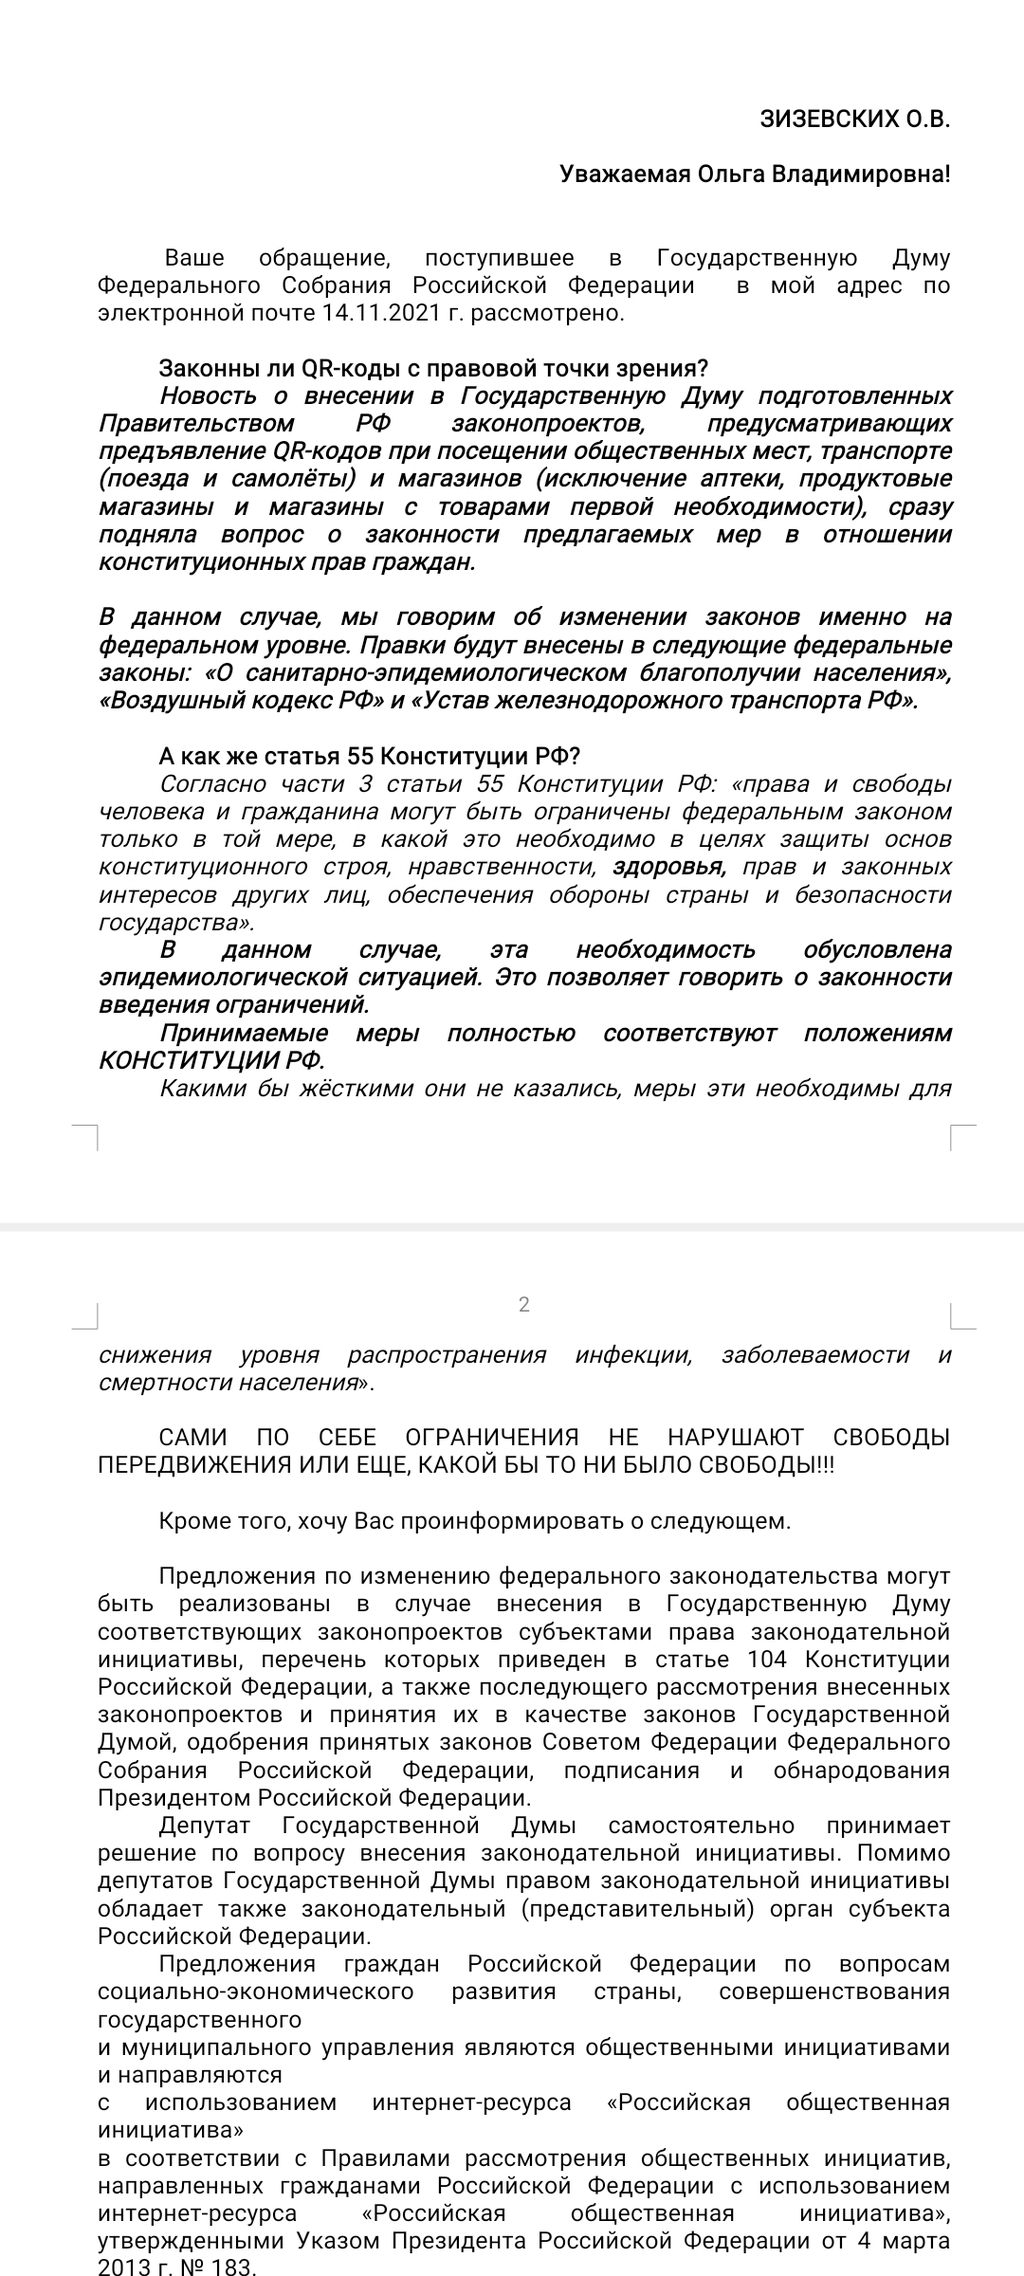 ЗИЗЕВСКИХ О.В.
Уважаемая Ольга Владимировна!
Ваше обращение, поступившее в Государственную Думу
Федерального Собрания Российской Федерации в мой адрес по
электронной почте 14.11.2021 г. рассмотрено.
Законны ли QR-коды с правовой точки зрения?
Новость о внесении в Государственную Думу подготовленных
Правительством РФ законопроектов, предусматривающих
предъявление QR-кодов при посещении общественных мест, транспорте
(поезда и самолёты) и магазинов (исключение аптеки, продуктовые
магазины и магазины с товарами первой необходимости), сразу
подняла вопрос о законности предлагаемых мер в отношении
конституционных прав граждан.
В данном случае, мы говорим об изменении законов именно на
федеральном уровне. Правки будут внесены в следующие федеральные
законы: «О санитарно-эпидемиологическом благополучии населения»,
«Воздушный кодекс РФ» и «Устав железнодорожного транспорта РФ».
А как же статья 55 Конституции РФ?
Согласно части 3 статьи 55 Конституции РФ: «права и свободы
человека и гражданина могут быть ограничены федеральным законом
только в той мере, в какой это необходимо в целях защиты основ
конституционного строя, нравственности, здоровья, прав и законных
интересов других лиц, обеспечения обороны страны и безопасности
государства».
В данном случае, эта необходимость обусловлена
эпидемиологической ситуацией. Это позволяет говорить о законности
введения ограничений.
Принимаемые меры полностью соответствуют положениям
КОНСТИТУЦИИ РФ.
Какими бы жёсткими они не казались, меры эти необходимы для
2
снижения уровня распространения инфекции, заболеваемости и
смертности населения».
САМИ ПО СЕБЕ ОГРАНИЧЕНИЯ НЕ НАРУШАЮТ СВОБОДЫ
ПЕРЕДВИЖЕНИЯ ИЛИ ЕЩЕ, КАКОЙ БЫ ТО НИ БЫЛО СВОБОДЫ!!!
Кроме того, хочу Вас проинформировать о следующем.
Предложения по изменению федерального законодательства могут
быть реализованы в случае внесения в Государственную Думу
соответствующих законопроектов субъектами права законодательной
инициативы, перечень которых приведен в статье 104 Конституции
Российской Федерации, а также последующего рассмотрения внесенных
законопроектов и принятия их в качестве законов Государственной
Думой, одобрения принятых законов Советом Федерации Федерального
Собрания Российской Федерации, подписания и обнародования
Президентом Российской Федерации.
Депутат Государственной Думы самостоятельно принимает
решение по вопросу внесения законодательной инициативы. Помимо
депутатов Государственной Думы правом законодательной инициативы
обладает также законодательный (представительный) орган субъекта
Российской Федерации.
Предложения граждан Российской Федерации по вопросам
социально-экономического развития страны, совершенствования
государственного
и муниципального управления являются общественными инициативами
и направляются
с использованием интернет-ресурса «Российская общественная
инициатива»
в соответствии с Правилами рассмотрения общественных инициатив,
направленных гражданами Российской Федерации с использованием
интернет-ресурса «Российская общественная инициатива»,
утвержденными Указом Президента Российской Федерации от 4 марта
2013 г. № 183.